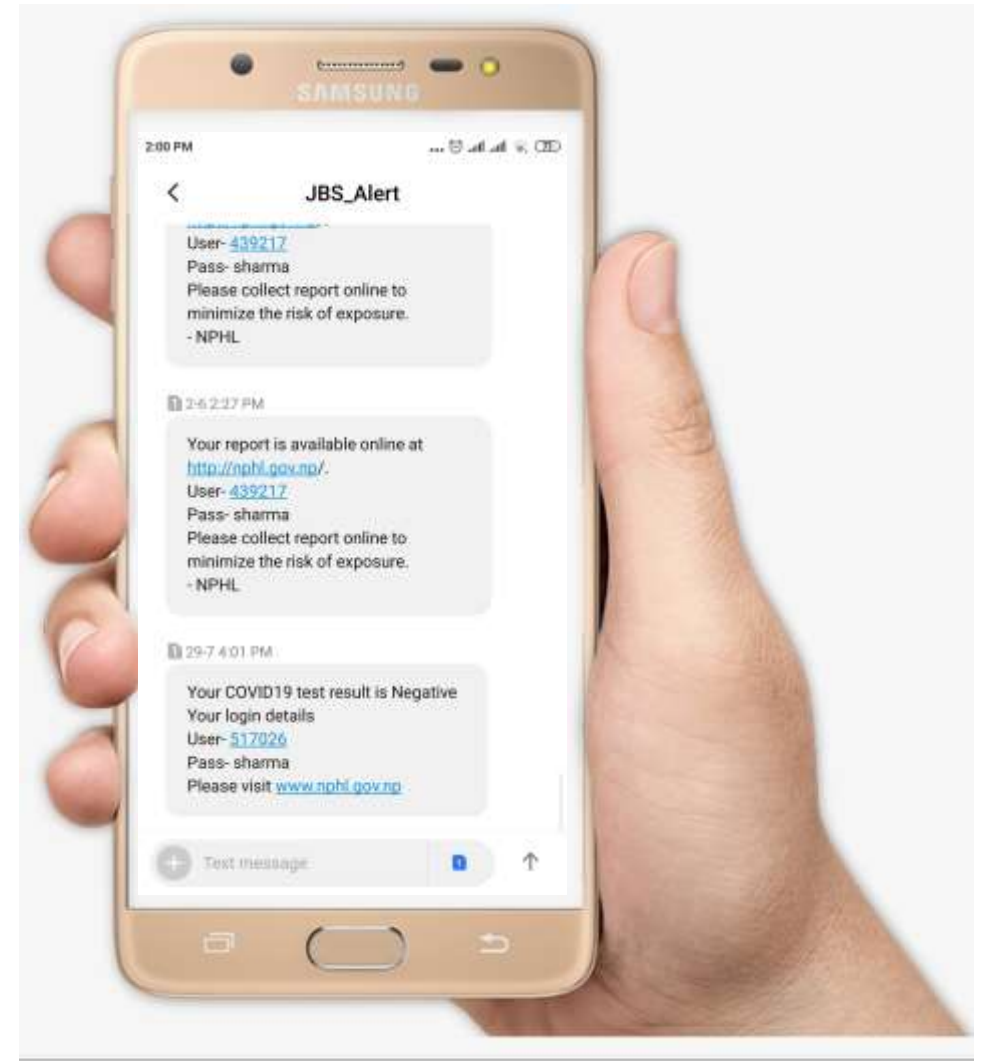 SAMSUNG
2:00 PM
JBS_Alert
User- 439217
Pass- sharma
Please collect report online to
minimize the risk of exposure.
- NPHL
2-6 2:27 PM
Your report is available online at
http://nphl.gov.np/.
User- 439217
Pass- sharma
Please collect report online to
minimize the risk of exposure.
- NPHL
29-7 4:01 PM
Your COVID19 test result is Negative
Your login details
User- 517026
Pass- sharma
Please visit www.nphl.gov.np
Text message